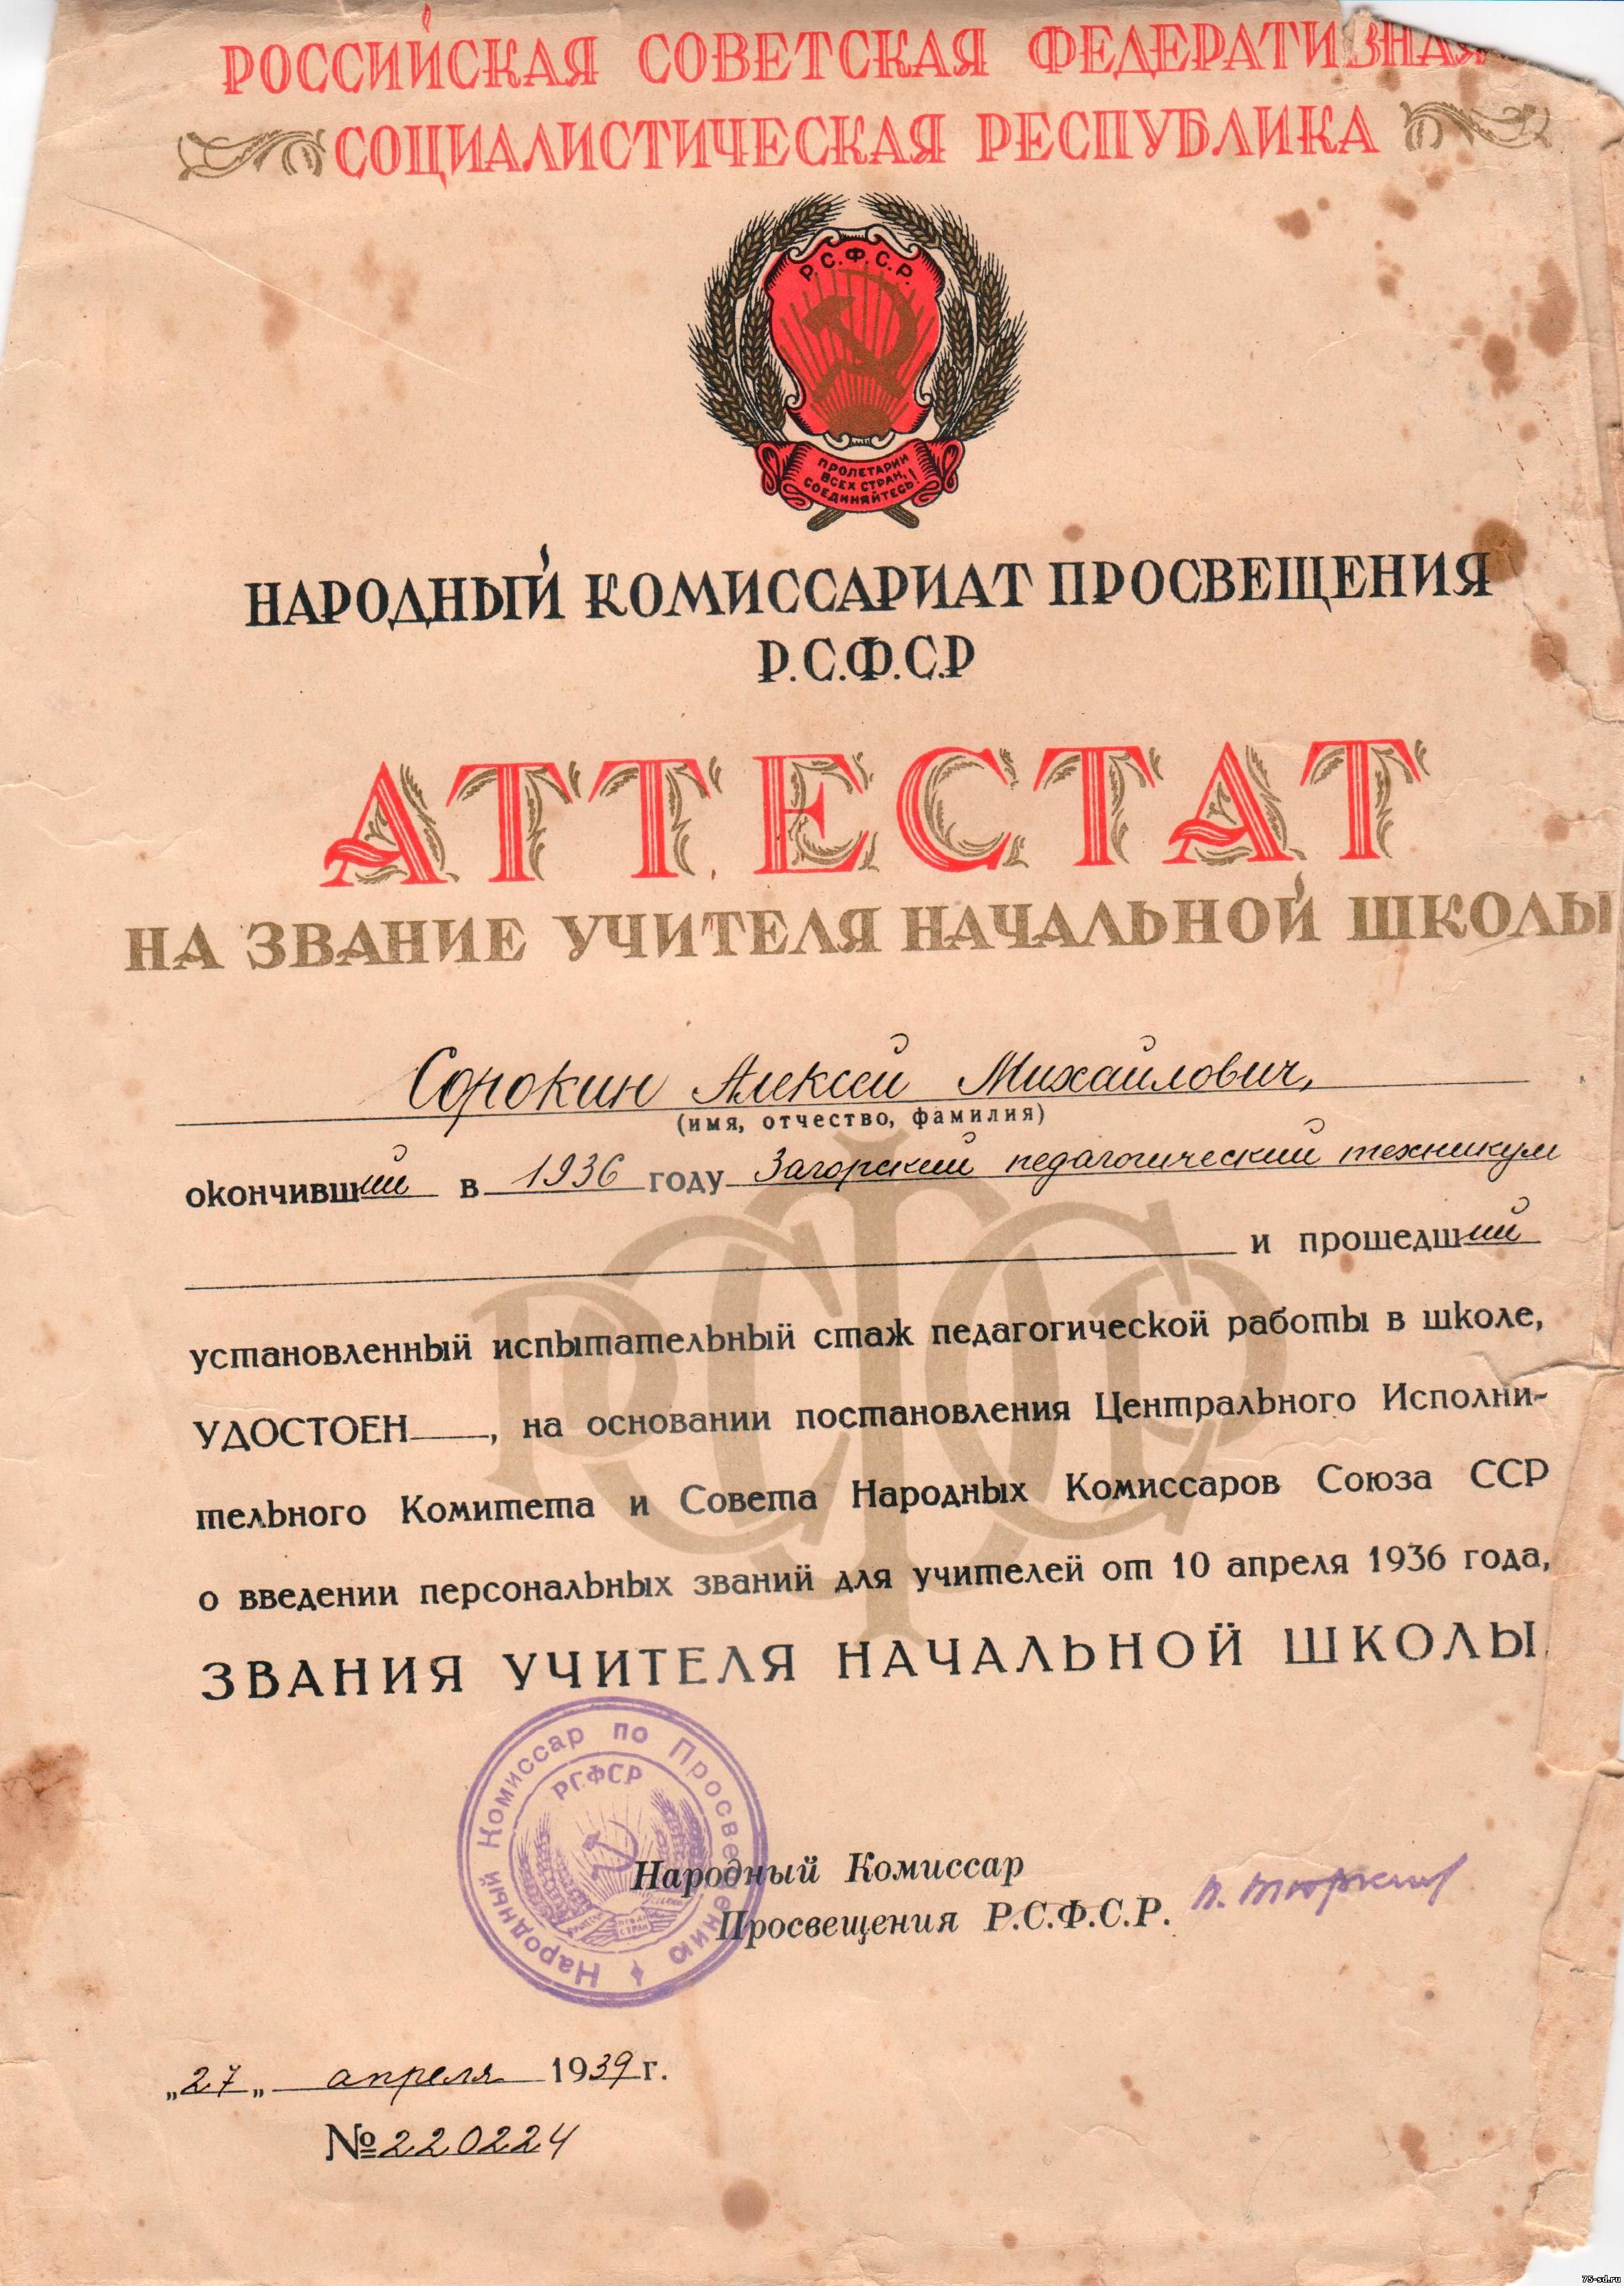 РОССИЙСКАЯ СОВЕТСКАЯ ФЕДЕРАТИВНАЯ
СОЦИАЛИСТИЧЕСКАЯ РЕСПУБЛИКА
Р.С.Ф.С.Р.
ПРОЛЕТАРИИ
ВСЕХ СТРАН,
СОЕДИНЯЙТЕСЬ!
НАРОДНЫЙ КОМИССАРИАТ ПРОСВЕЩЕНИЯ
Р.С.Ф.С.Р
АТТЕСТАТ
НА ЗВАНИЕ УЧИТЕЛЯ НАЧАЛЬНОЙ ШКОЛЫ
Сорокин Алексей Михайлович,
(имя, отчество, фамилия)
окончивший в 1936 году Загорский педагогический техникум
и прошедший
установленный испытательный стаж педагогической работы в школе,
УДОСТОЕН, на основании постановления Центрального Исполни-
тельного Комитета и Совета Народных Комиссаров Союза ССР
о введении персональных званий для учителей от 10 апреля 1936 года,
ЗВАНИЯ УЧИТЕЛЯ НАЧАЛЬНОЙ ШКОЛЫ.
Народный Комиссар по Просвещению
РСФСР
Народный Комиссар
Просвещения Р.С.Ф.С.Р.
П. Тюркин
„27„ апреля 1939 г.
№ 220224
75-sd.ru